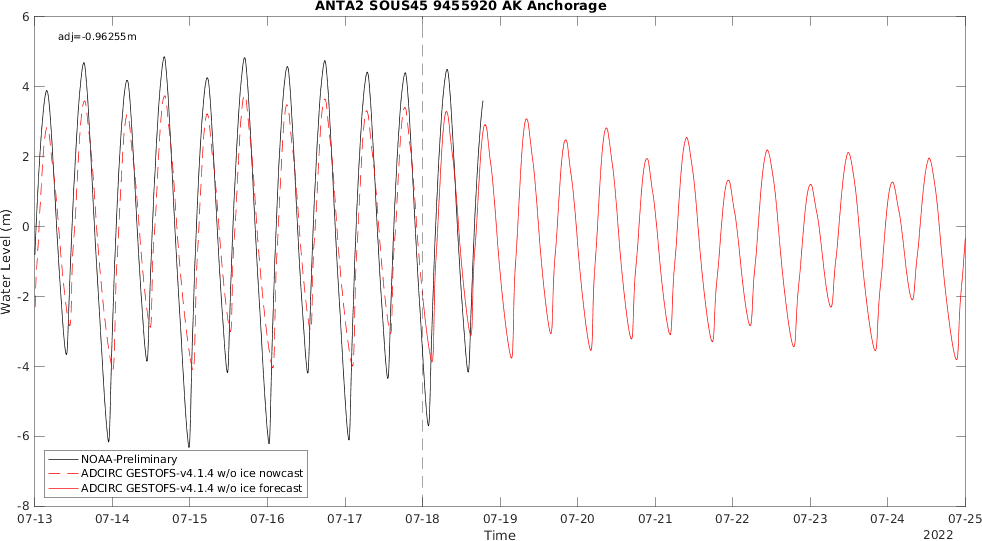 ANTA2 SOUS45 9455920 AK Anchorage
adj=-0.96255m
6
4
2
0
-2
-4
-6
-8
Water Level (m)
NOAA-Preliminary
ADCIRC GESTOFS-v4.1.4 w/o ice nowcast
ADCIRC GESTOFS-v4.1.4 w/o ice forecast
07-13 07-14 07-15 07-16 07-17 07-18 07-19 07-20 07-21 07-22 07-23 07-24 07-25
Time
2022